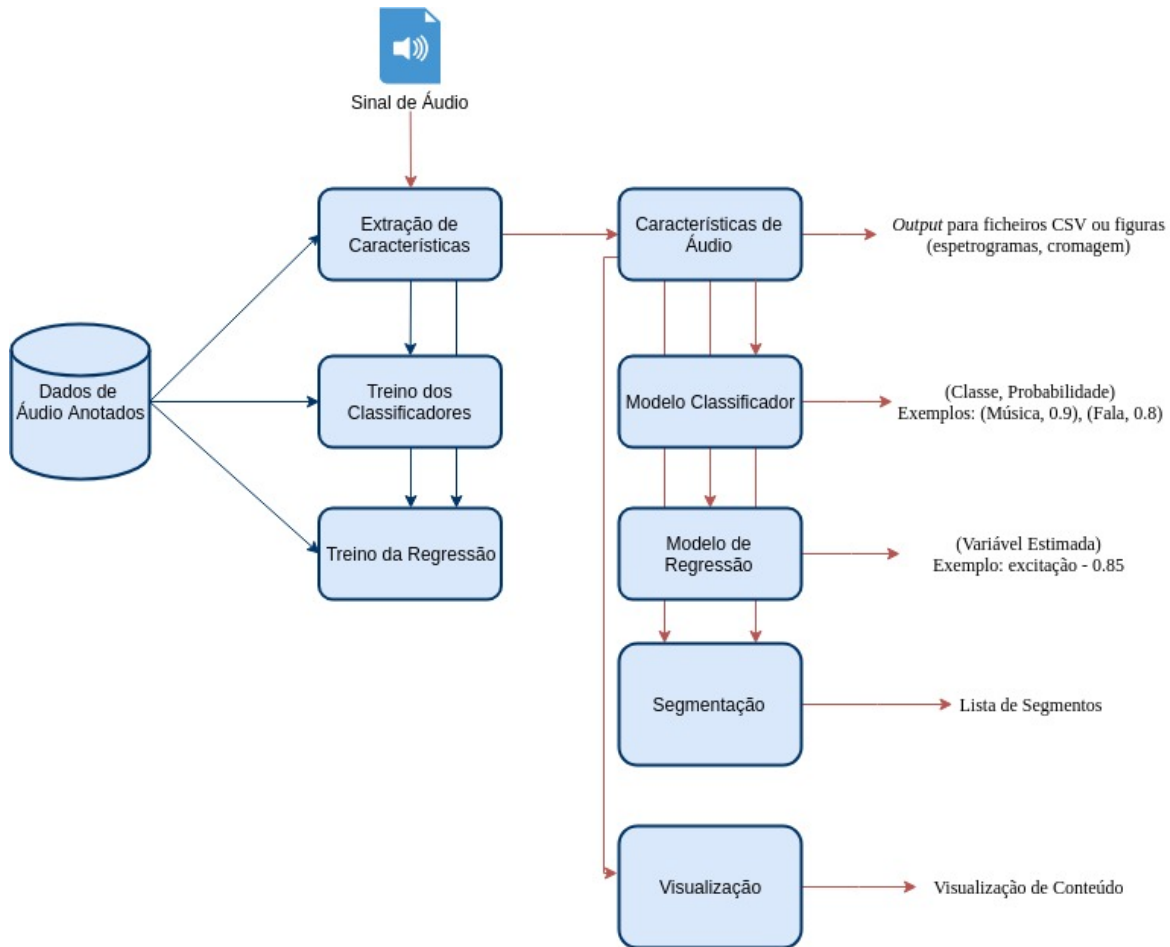 Sinal de Áudio
Extração de
Características
Características de
Áudio
Output para ficheiros CSV ou figuras
(espetrogramas, cromagem)
Dados de
Áudio Anotados
Treino dos
Classificadores
Modelo Classificador
(Classe, Probabilidade)
Exemplos: (Música, 0.9), (Fala, 0.8)
Treino da Regressão
Modelo de
Regressão
(Variável Estimada)
Exemplo: excitação - 0.85
Segmentação
Lista de Segmentos
Visualização
Visualização de Conteúdo